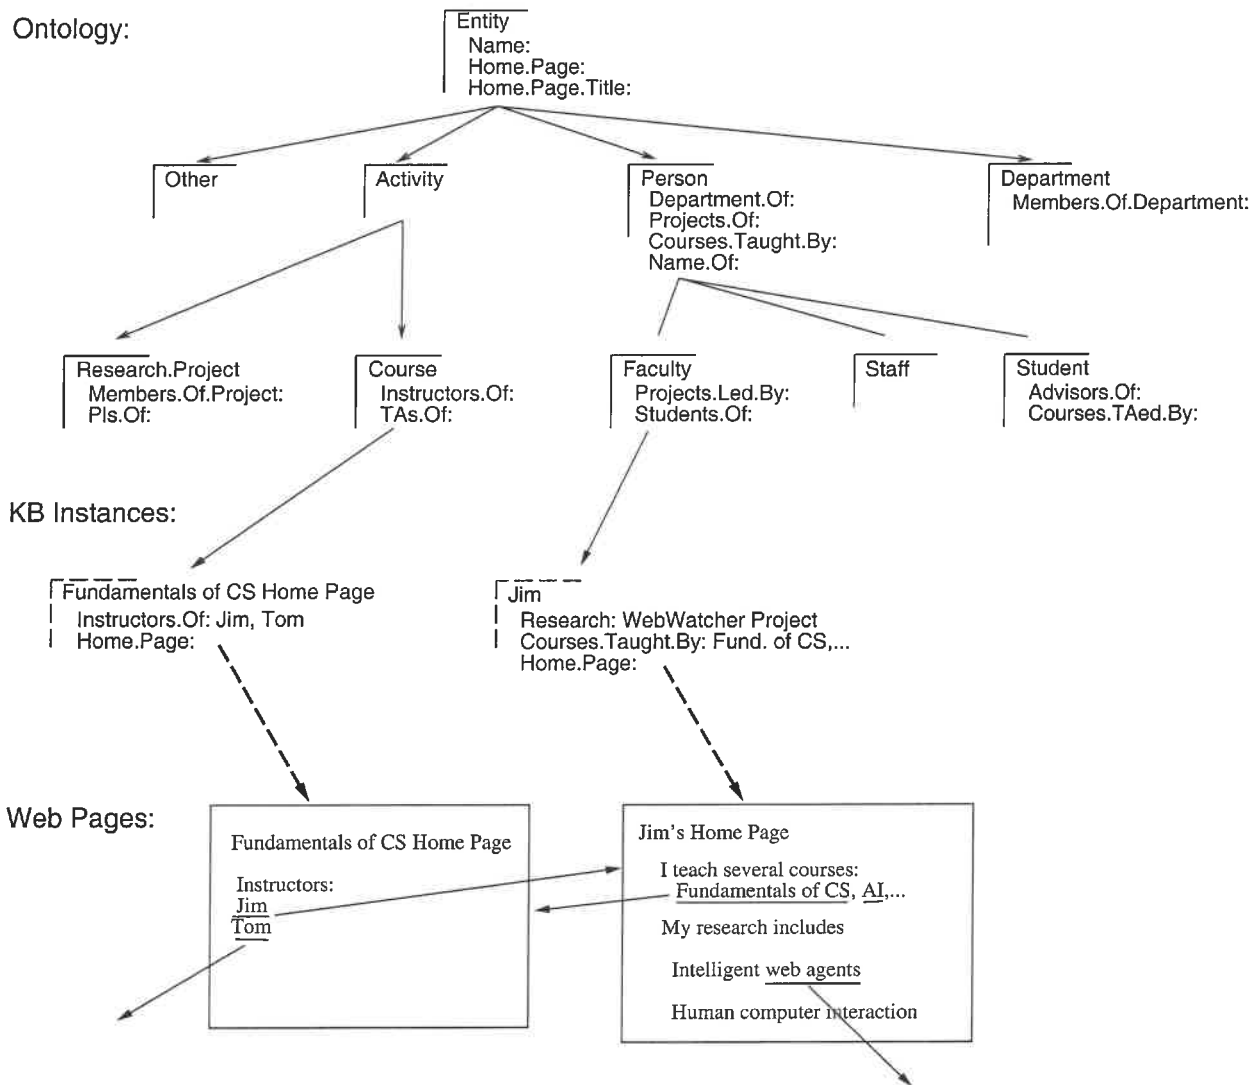 Ontology:
Entity
Name:
Home.Page:
Home.Page.Title:
Other
Activity
Person
Department.Of:
Projects.Of:
Courses.Taught.By:
Name.Of:
Department
Members.Of.Department:
Research.Project
Members.Of.Project:
PIs.Of:
Course
Instructors.Of:
TAs.Of:
Faculty
Projects.Led.By:
Students.Of:
Staff
Student
Advisors.Of:
Courses.TAed.By:
KB Instances:
Fundamentals of CS Home Page
Instructors.Of: Jim, Tom
Home.Page:
Jim
Research: WebWatcher Project
Courses.Taught.By: Fund. of CS,...
Home.Page:
Web Pages:
Fundamentals of CS Home Page
Instructors:
Jim
Tom
Jim's Home Page
I teach several courses:
Fundamentals of CS, AI,...
My research includes
Intelligent web agents
Human computer interaction